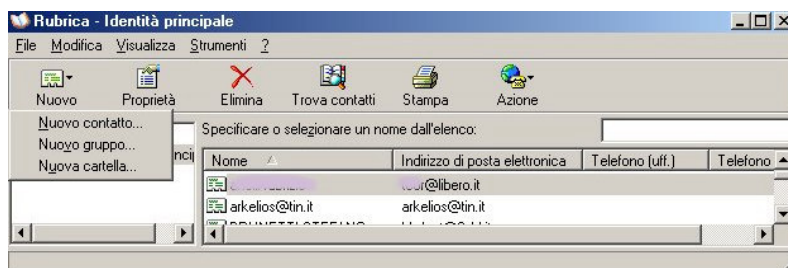 Rubrica - Identità principale
File Modifica Visualizza Strumenti ?
Nuovo Proprietà Elimina Trova contatti Stampa Azione
Nuovo contatto...
Nuovo gruppo...
Nuova cartella...
Specificare o selezionare un nome dall'elenco:
Nome Indirizzo di posta elettronica Telefono (uff.) Telefono
@libero.it
arkelios@tin.it arkelios@tin.it